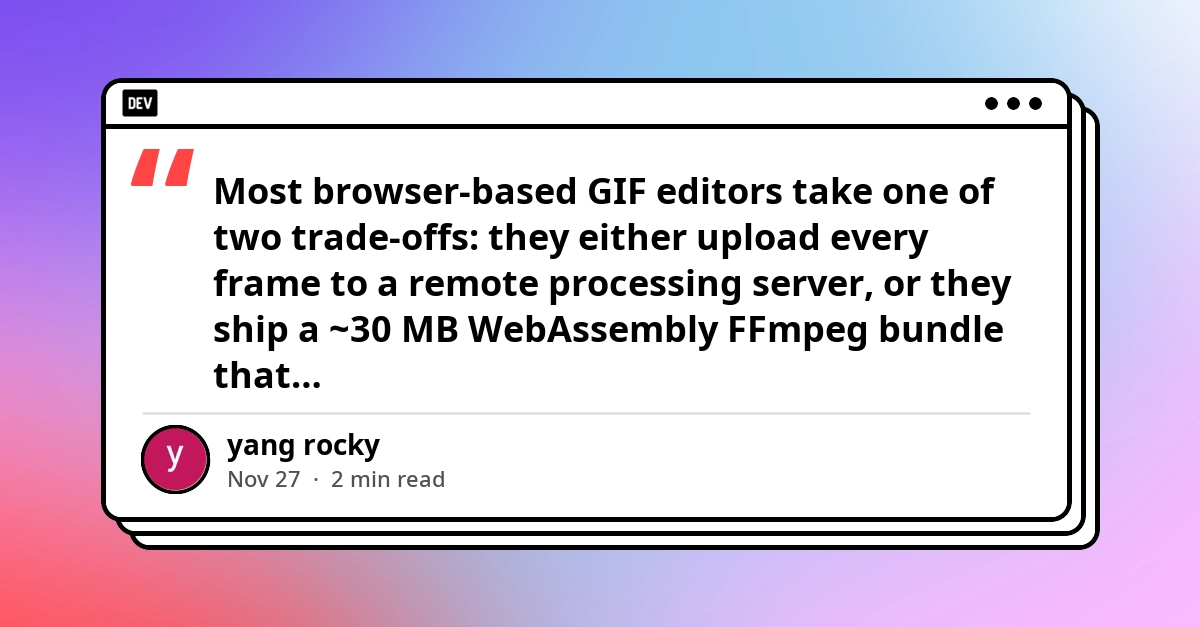 DEV
“ Most browser-based GIF editors take one of
two trade-offs: they either upload every
frame to a remote processing server, or they
ship a ~30 MB WebAssembly FFmpeg bundle
that...
y
yang rocky
Nov 27 · 2 min read